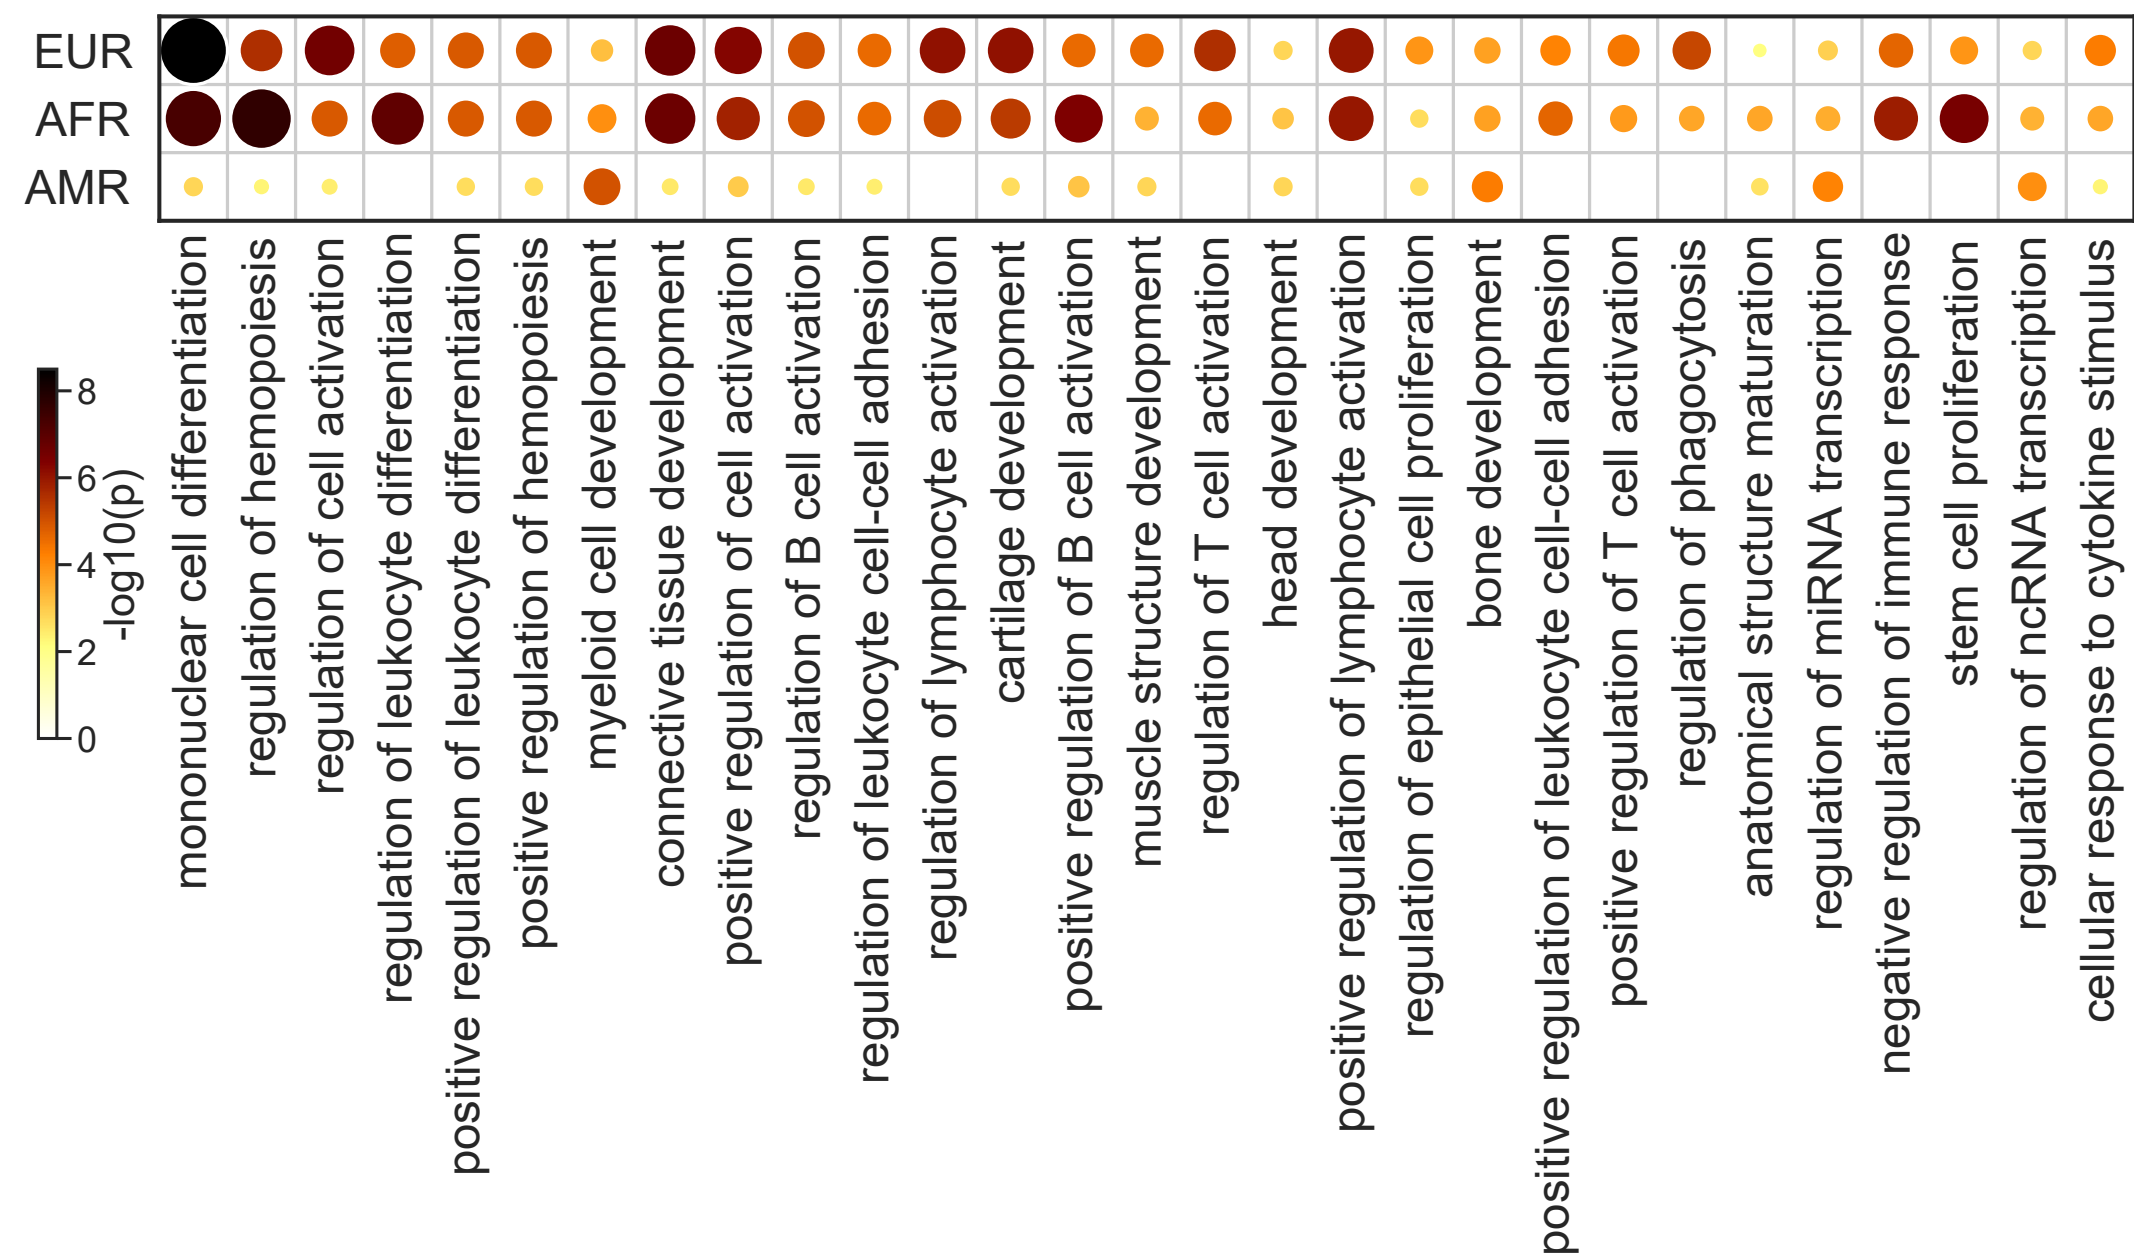 EUR
AFR
AMR
mononuclear cell differentiation
regulation of hemopoiesis
regulation of cell activation
regulation of leukocyte differentiation
positive regulation of leukocyte differentiation
positive regulation of hemopoiesis
myeloid cell development
connective tissue development
positive regulation of cell activation
regulation of B cell activation
regulation of leukocyte cell-cell adhesion
regulation of lymphocyte activation
cartilage development
positive regulation of B cell activation
muscle structure development
regulation of T cell activation
head development
positive regulation of lymphocyte activation
regulation of epithelial cell proliferation
bone development
positive regulation of leukocyte cell-cell adhesion
positive regulation of T cell activation
regulation of phagocytosis
anatomical structure maturation
regulation of miRNA transcription
negative regulation of immune response
stem cell proliferation
regulation of ncRNA transcription
cellular response to cytokine stimulus
8
6
4
2
0
-log10(p)